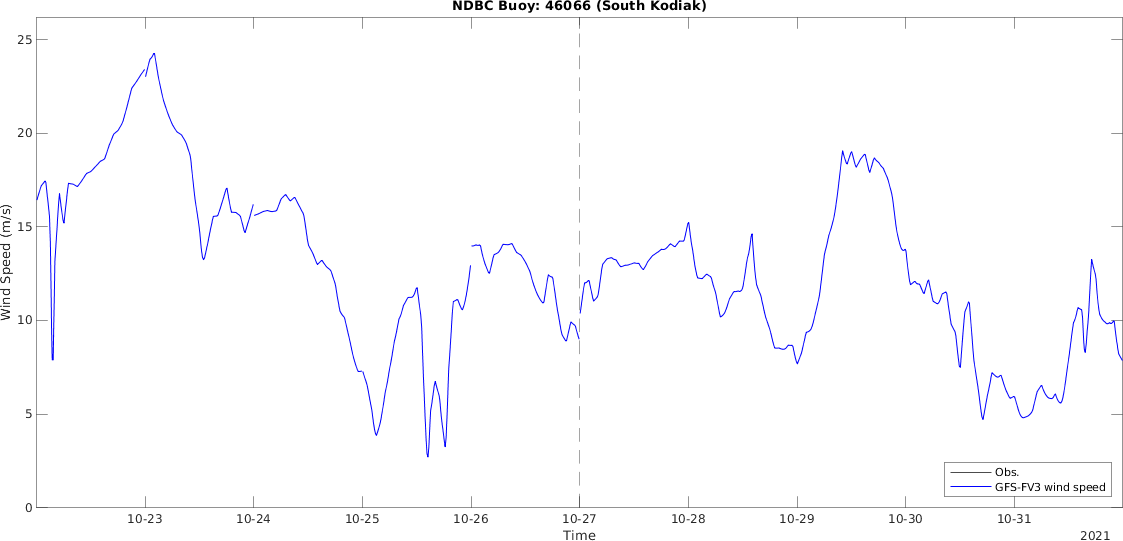 NDBC Buoy: 46066 (South Kodiak)
25
20
15
10
5
0
Wind Speed (m/s)
10-23 10-24 10-25 10-26 10-27 10-28 10-29 10-30 10-31
Time
2021
Obs.
GFS-FV3 wind speed